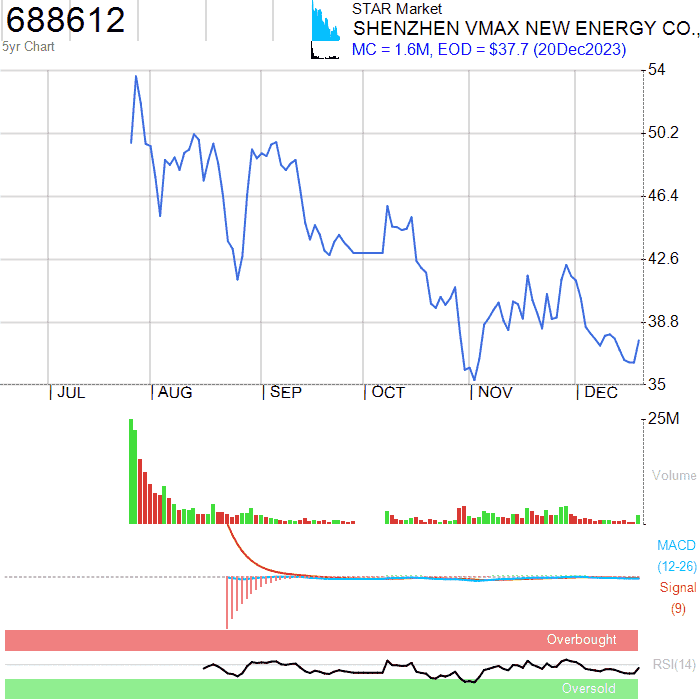 688612
5yr Chart
STAR Market
SHENZHEN VMAX NEW ENERGY CO.,
MC = 1.6M, EOD = $37.7 (20Dec2023)
54
50.2
46.4
42.6
38.8
35
JUL
AUG
SEP
OCT
NOV
DEC
25M
Volume
MACD
(12-26)
Signal
(9)
Overbought
RSI(14)
Oversold